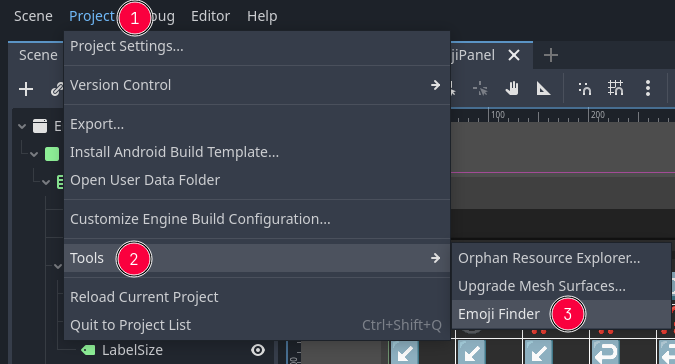 Scene Project 1 bug Editor Help
Scene
Project Settings...
jiPanel
Version Control
Export...
100 200
E
Install Android Build Template...
Open User Data Folder
Customize Engine Build Configuration...
Tools 2
Orphan Resource Explorer...
Upgrade Mesh Surfaces...
Reload Current Project
Emoji Finder 3
Quit to Project List Ctrl+Shift+Q
LabelSize